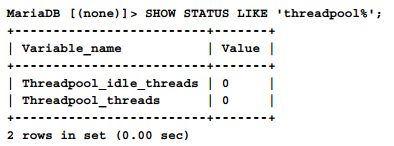 MariaDB [(none)]> SHOW STATUS LIKE 'threadpool%';
+-------------------------+-------+
| Variable_name           | Value |
+-------------------------+-------+
| Threadpool_idle_threads | 0     |
| Threadpool_threads      | 0     |
+-------------------------+-------+
2 rows in set (0.00 sec)